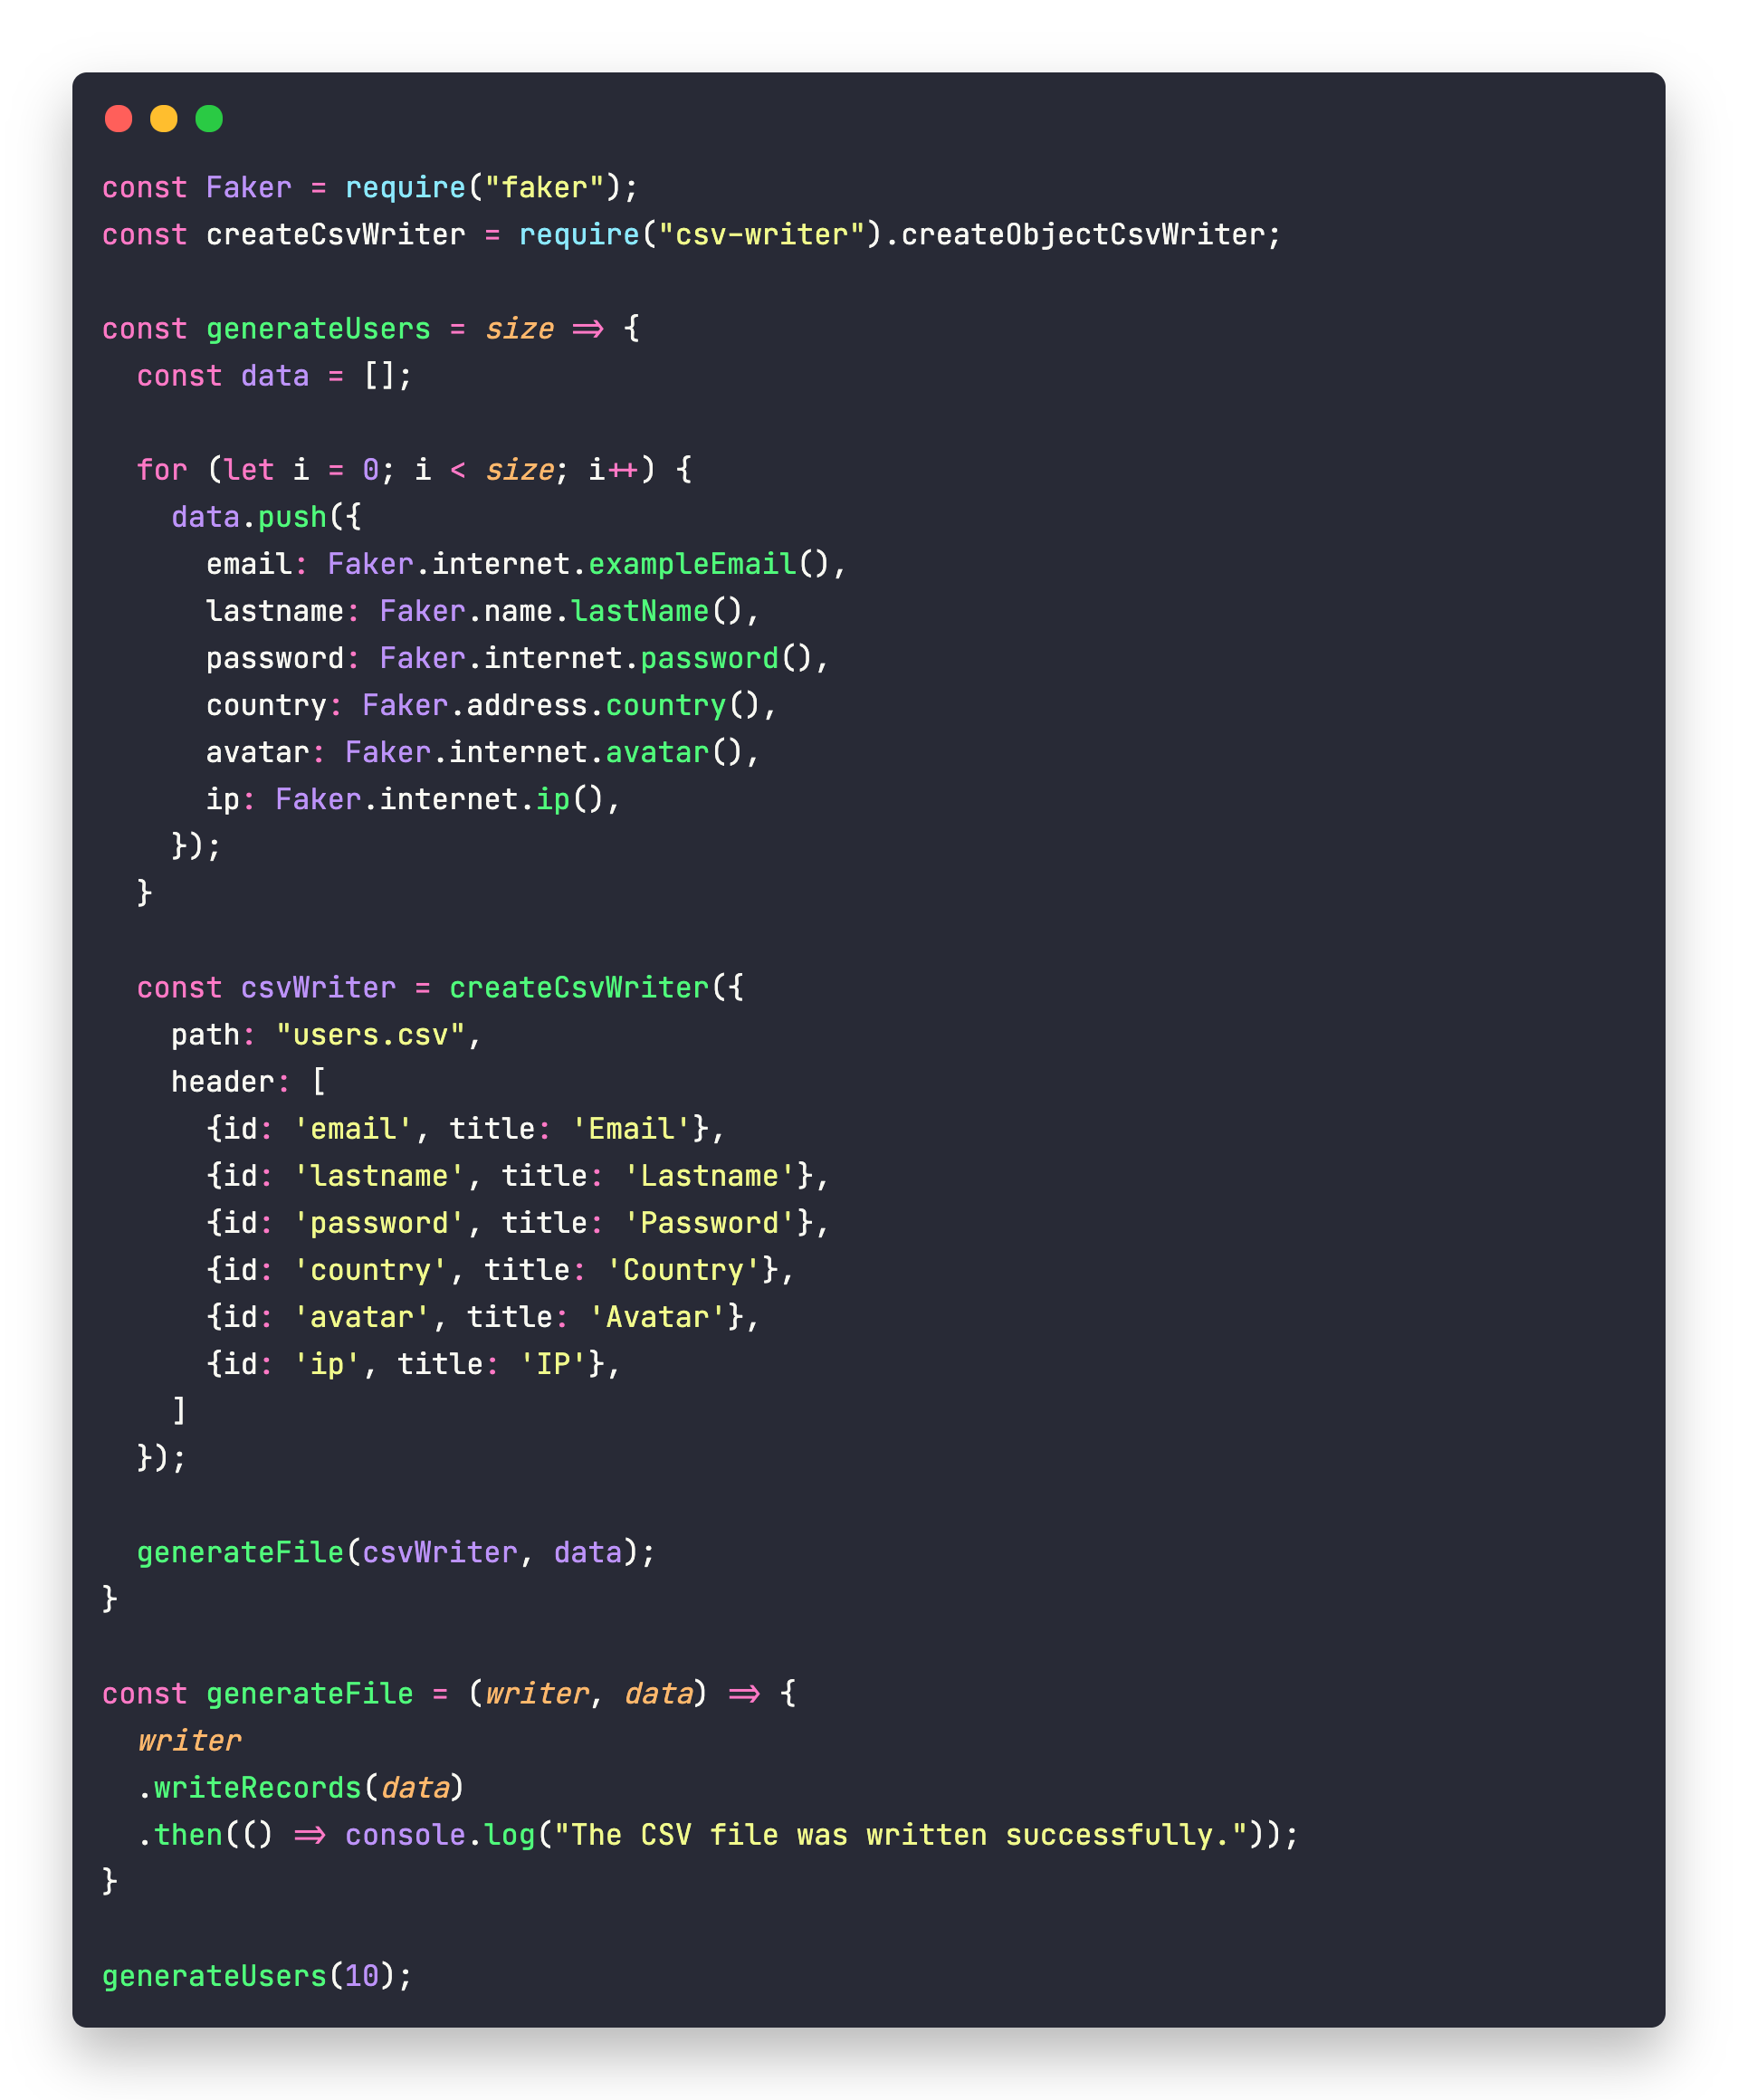 const Faker = require("faker");
const createCsvWriter = require("csv-writer").createObjectCsvWriter;

const generateUsers = size => {
  const data = [];

  for (let i = 0; i < size; i++) {
    data.push({
      email: Faker.internet.exampleEmail(),
      lastname: Faker.name.lastName(),
      password: Faker.internet.password(),
      country: Faker.address.country(),
      avatar: Faker.internet.avatar(),
      ip: Faker.internet.ip(),
    });
  }

  const csvWriter = createCsvWriter({
    path: "users.csv",
    header: [
      {id: 'email', title: 'Email'},
      {id: 'lastname', title: 'Lastname'},
      {id: 'password', title: 'Password'},
      {id: 'country', title: 'Country'},
      {id: 'avatar', title: 'Avatar'},
      {id: 'ip', title: 'IP'},
    ]
  });

  generateFile(csvWriter, data);
}

const generateFile = (writer, data) => {
  writer
  .writeRecords(data)
  .then(() => console.log("The CSV file was written successfully."));
}

generateUsers(10);